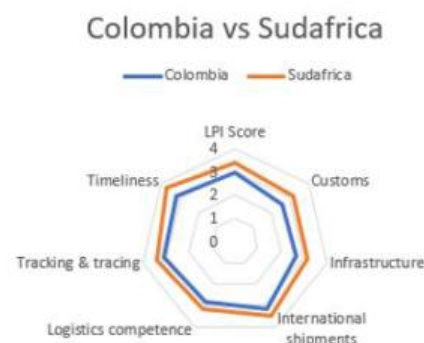 Colombia vs Sudafrica
Colombia Sudafrica
LPI Score
4
Timeliness Customs
3
2
1
0
Tracking & tracing Infrastructure
International
shipments
Logistics competence